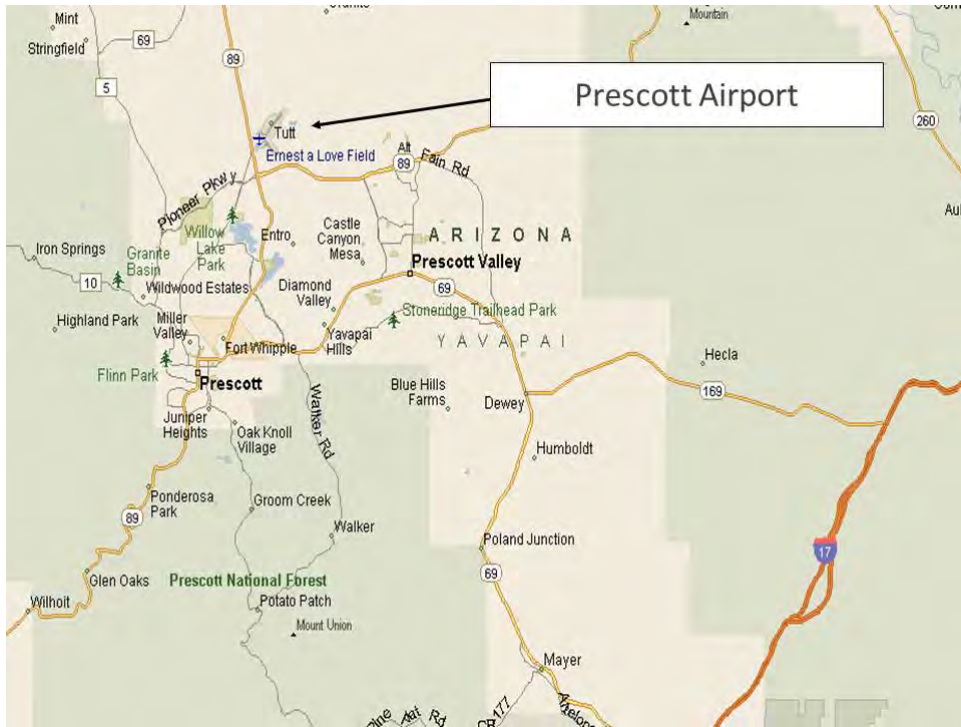 Mint
Stringfield
69
Mountain
89
5
Prescott Airport
260
Tutt
Ernest a Love Field
Alt
89
Fain Rd
Pioneer Pkwy
Willow
Lake
Park
Entro
Castle
Canyon
Mesa
ARIZONA
Iron Springs
Granite
Basin
Prescott Valley
10
Wildwood Estates
Diamond
Valley
69
Stoneridge Trailhead Park
Highland Park
Miller
Valley
Fort Whipple
Yavapai
Hills
YAVAPAI
Hecla
Flinn Park
Prescott
Blue Hills
Farms
Dewey
169
Juniper
Heights
Oak Knoll
Village
Walker Rd
Humboldt
Ponderosa
Park
Groom Creek
89
Walker
Poland Junction
17
Glen Oaks
Prescott National Forest
69
Wilhoit
Potato Patch
Mount Union
Mayer